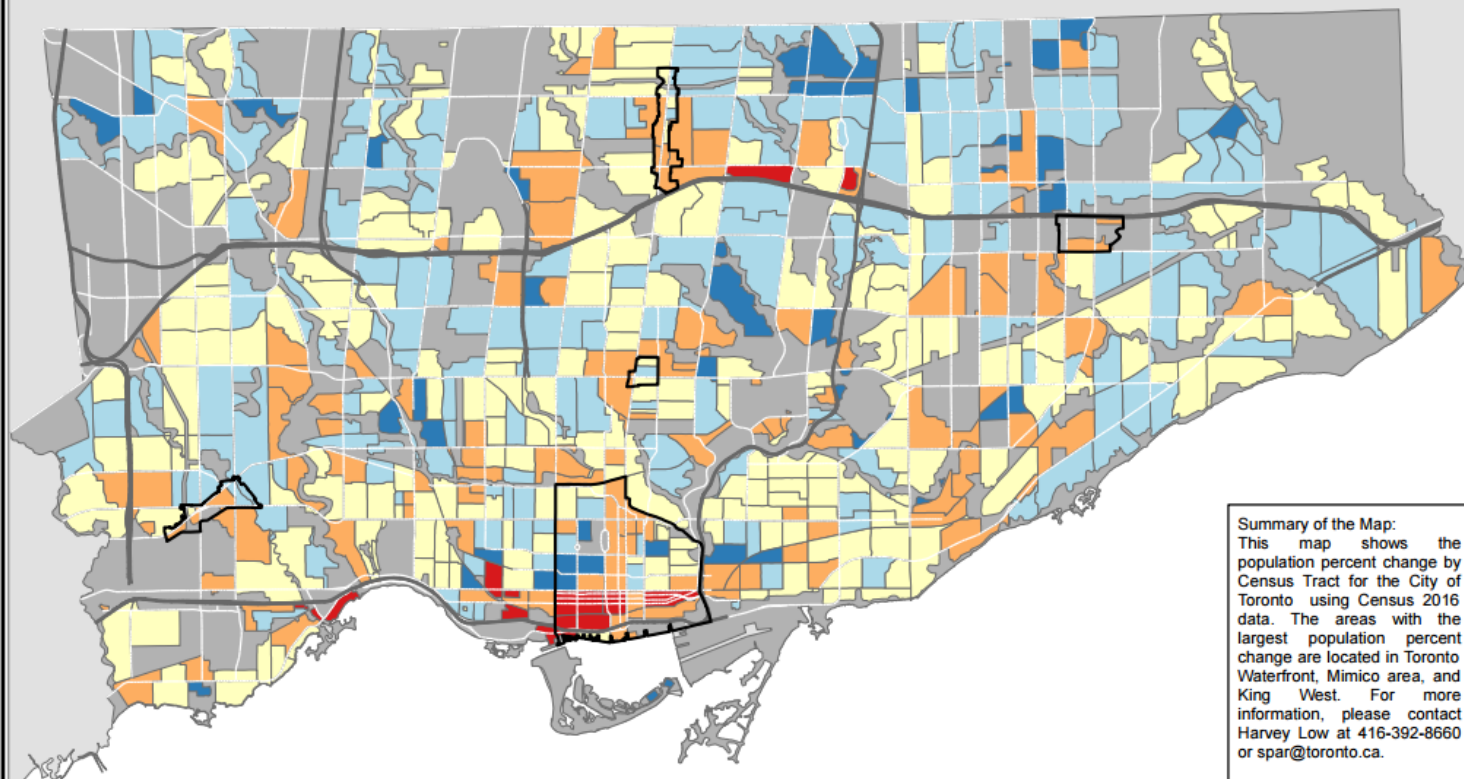 Summary of the Map:
This map shows the
population percent change by
Census Tract for the City of
Toronto using Census 2016
data. The areas with the
largest population percent
change are located in Toronto
Waterfront, Mimico area, and
King West. For more
information, please contact
Harvey Low at 416-392-8660
or spar@toronto.ca.